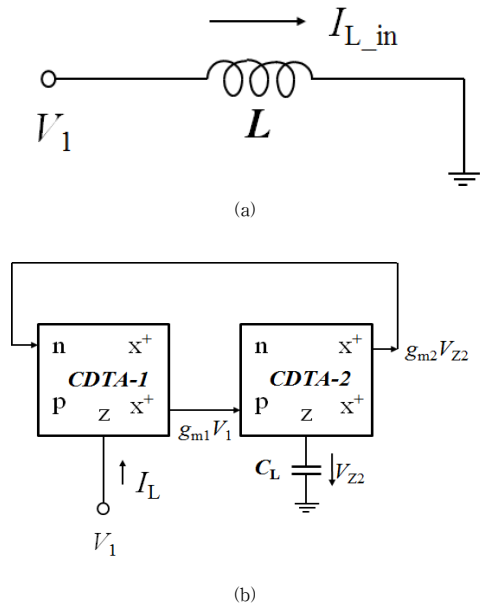 I_L_in
V_1
L
(a)
n x⁺
CDTA-1
p z x⁺
g_m1V_1
I_L
V_1
n x⁺
CDTA-2
p z x⁺
g_m2V_Z2
C_L
V_Z2
(b)